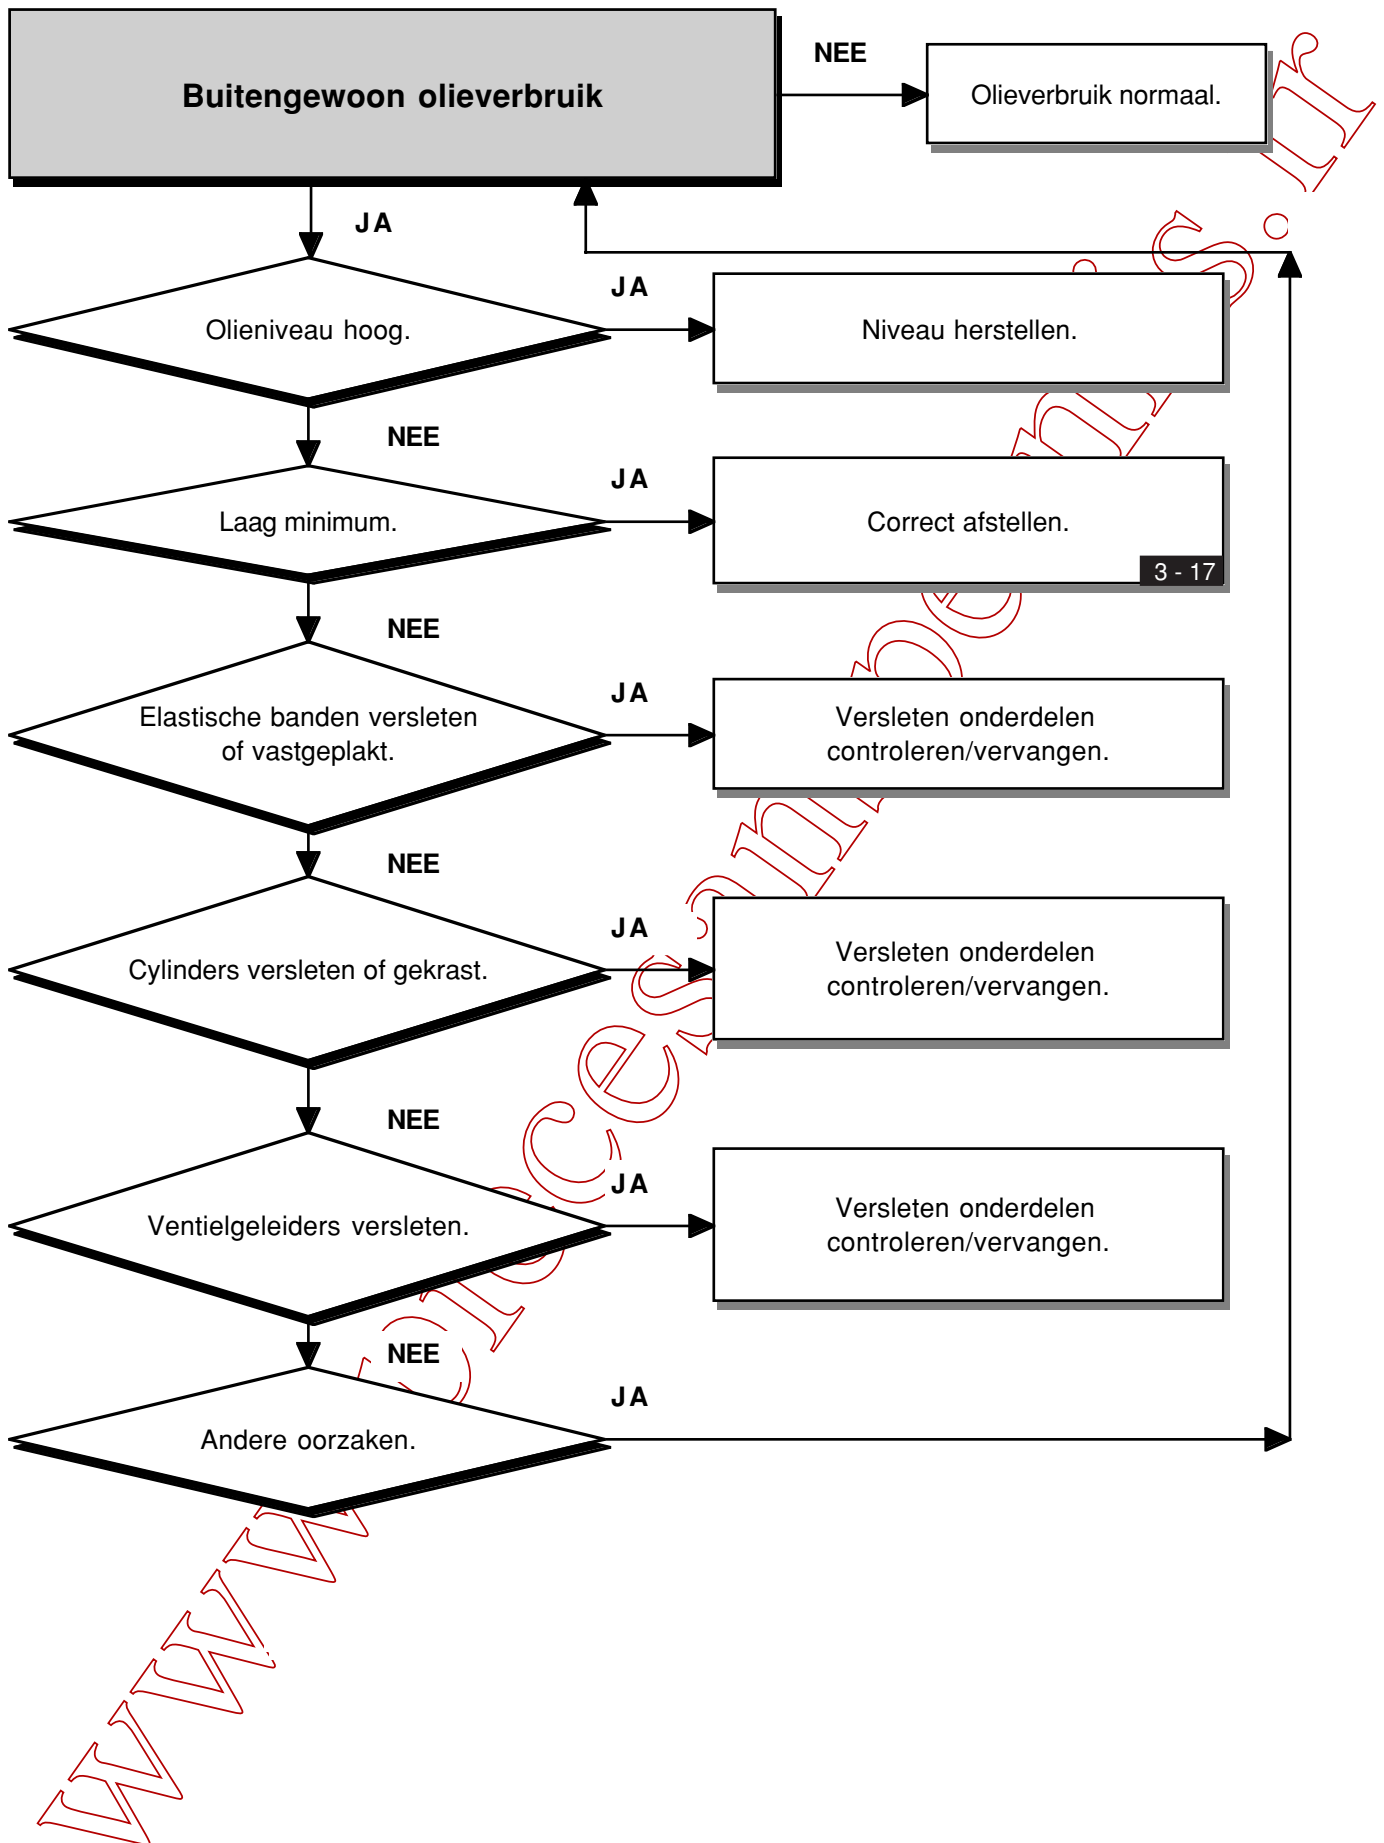 Buitengewoon olieverbruik
NEE
Olieverbruik normaal.
JA
Olieniveau hoog.
JA
Niveau herstellen.
NEE
Laag minimum.
JA
Correct afstellen.
3 - 17
NEE
Elastische banden versleten
of vastgeplakt.
JA
Versleten onderdelen
controleren/vervangen.
NEE
Cylinders versleten of gekrast.
JA
Versleten onderdelen
controleren/vervangen.
NEE
Ventielgeleiders versleten.
JA
Versleten onderdelen
controleren/vervangen.
NEE
Andere oorzaken.
JA